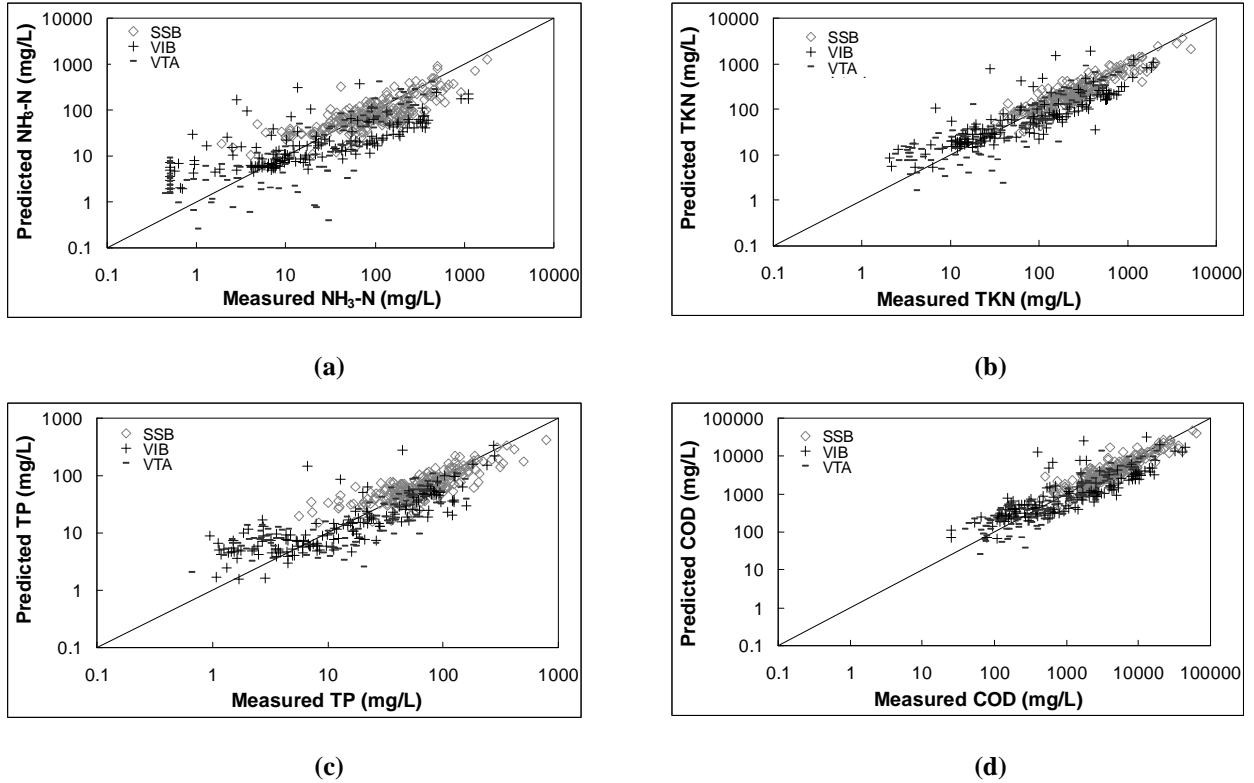 Predicted NH₃-N (mg/L)
10000
1000
100
10
1
0.1
SSB
VIB
VTA
0.1 1 10 100 1000 10000
Measured NH₃-N (mg/L)
(a)
Predicted TKN (mg/L)
10000
1000
100
10
1
0.1
SSB
VIB
VTA
0.1 1 10 100 1000 10000
Measured TKN (mg/L)
(b)
Predicted TP (mg/L)
1000
100
10
1
0.1
SSB
VIB
VTA
0.1 1 10 100 1000
Measured TP (mg/L)
(c)
Predicted COD (mg/L)
100000
10000
1000
100
10
1
0.1
SSB
VIB
VTA
0.1 1 10 100 1000 10000 100000
Measured COD (mg/L)
(d)